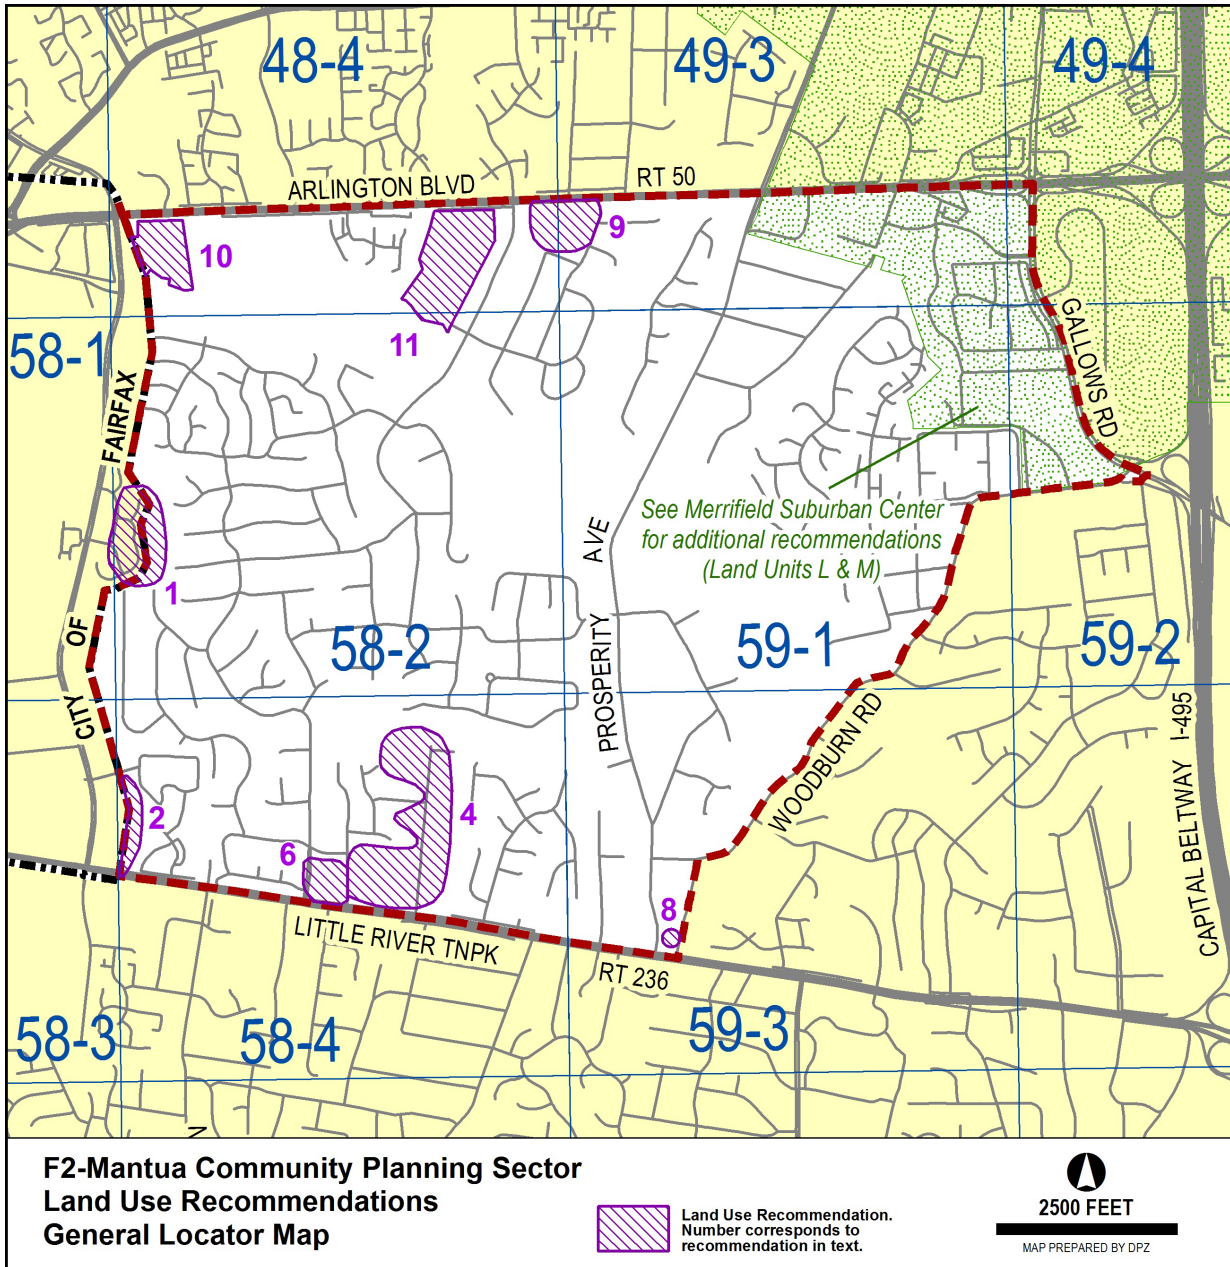 48-4
49-3
49-4
ARLINGTON BLVD
RT 50
9
10
11
58-1
GALLOWS RD
FAIRFAX
See Merrifield Suburban Center
for additional recommendations
(Land Units L & M)
AVE
1
OF
58-2
PROSPERITY
59-1
59-2
CITY
I-495
WOODBURN RD
2
4
6
CAPITAL BELTWAY
8
LITTLE RIVER TNPK
RT 236
58-3
58-4
59-3
F2-Mantua Community Planning Sector
Land Use Recommendations
General Locator Map
Land Use Recommendation.
Number corresponds to
recommendation in text.
2500 FEET
MAP PREPARED BY DPZ